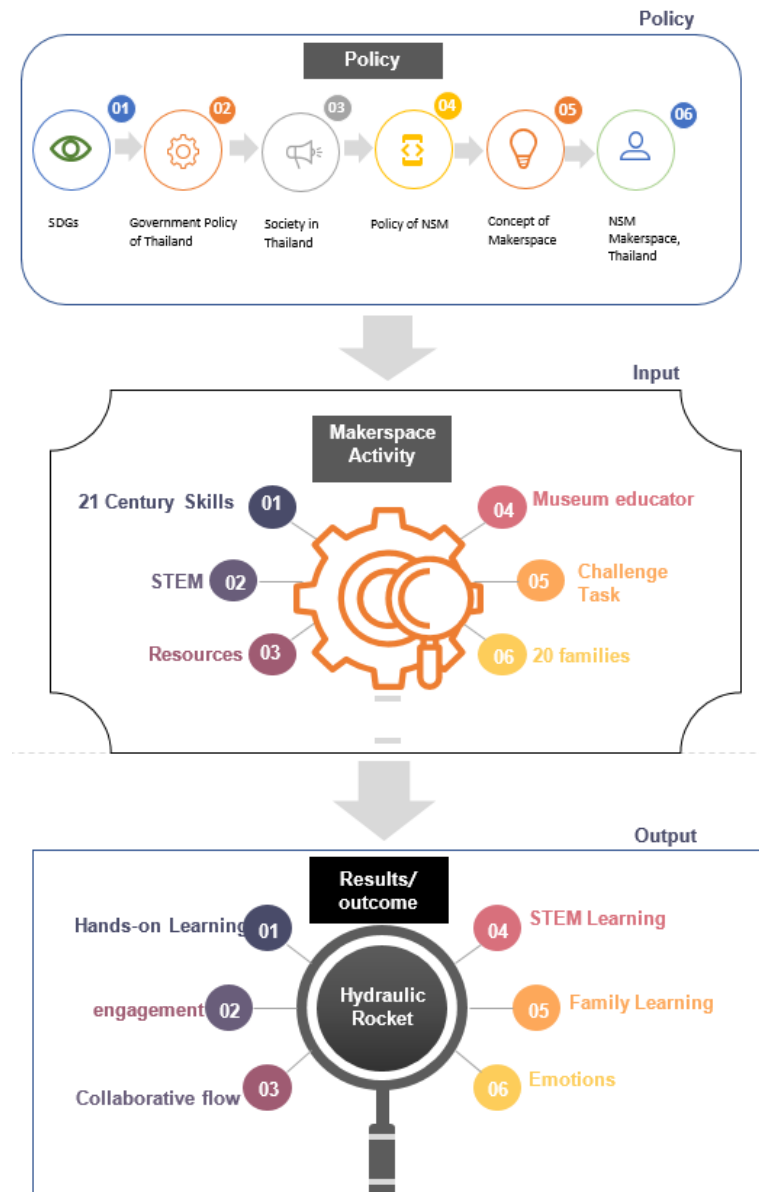 Policy
Policy
01
02
03
04
05
06
SDGs
Government Policy
of Thailand
Society in
Thailand
Policy of NSM
Concept of
Makerspace
NSM
Makerspace,
Thailand
Input
Makerspace
Activity
21 Century Skills
01
STEM
02
Resources
03
04
Museum educator
05
Challenge
Task
06
20 families
Output
Results/
outcome
Hands-on Learning
01
engagement
02
Collaborative flow
03
Hydraulic
Rocket
04
STEM Learning
05
Family Learning
06
Emotions